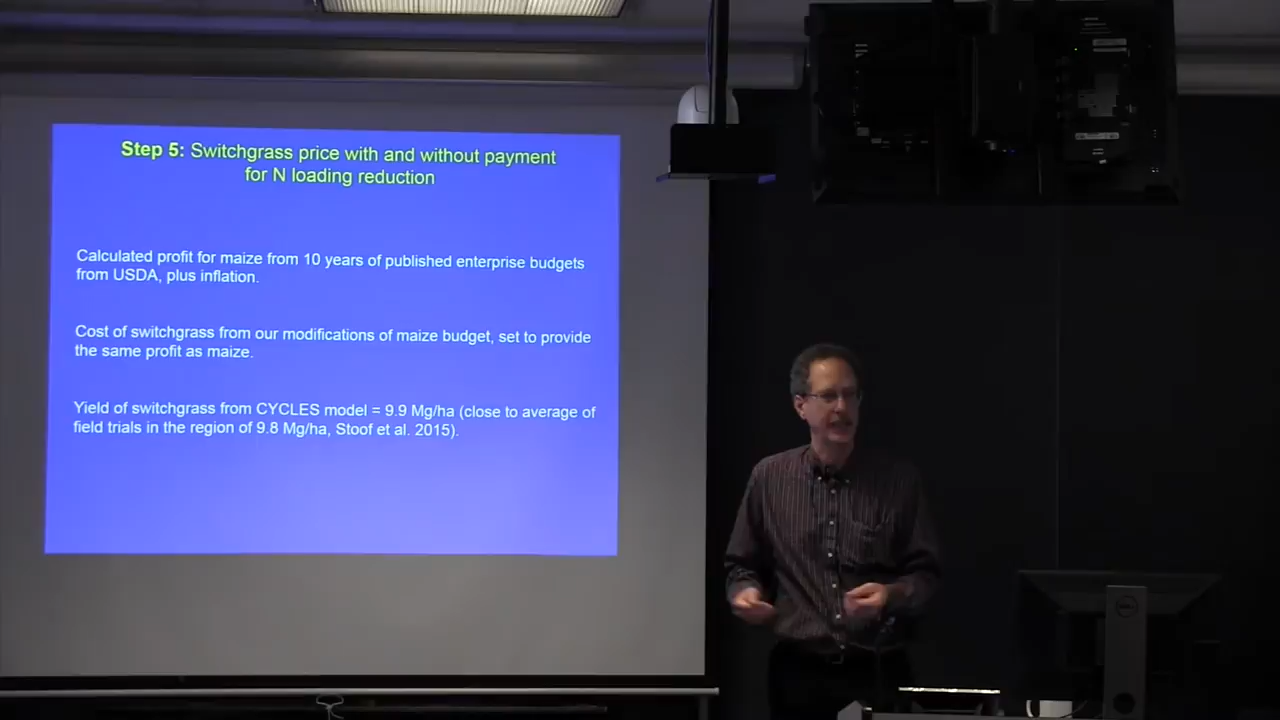 Step 5: Switchgrass price with and without payment
for N loading reduction
Calculated profit for maize from 10 years of published enterprise budgets
from USDA, plus inflation.
Cost of switchgrass from our modifications of maize budget, set to provide
the same profit as maize.
Yield of switchgrass from CYCLES model = 9.9 Mg/ha (close to average of
field trials in the region of 9.8 Mg/ha, Stoof et al. 2015).
DELL